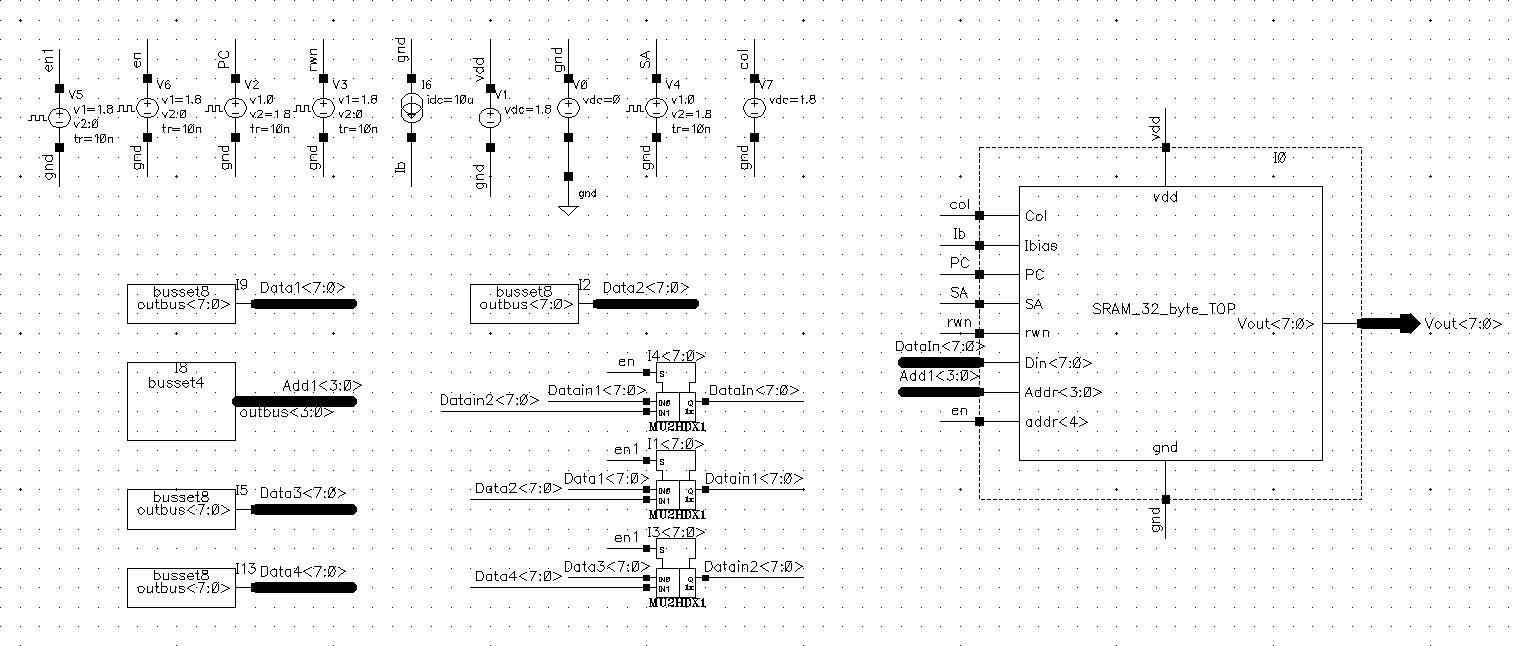 en1
V5
v1=1.8
v2:0
tr=10n
gnd
en
V6
v1=1.8
v2:0
tr=10n
gnd
PC
V2
v1.0
v2=1.8
tr=10n
gnd
rwn
V3
v1=1.8
v2:0
tr=10n
gnd
gnd
I6
idc=10u
Ib
vdd
V1
vdc=1.8
gnd
gnd
V0
vdc=0
gnd
SA
V4
v1:0
v2=1.8
tr=10n
gnd
col
V7
vdc=1.8
gnd
I9
busset8
outbus<7:0>
Data1<7:0>
I2
busset8
outbus<7:0>
Data2<7:0>
I8
busset4
Add1<3:0>
outbus<3:0>
I5
busset8
outbus<7:0>
Data3<7:0>
I13
busset8
outbus<7:0>
Data4<7:0>
I4<7:0>
en
S
Datain1<7:0>
Datain2<7:0>
IN0
IN1
Q
1x
DataIn<7:0>
MU2HDX1
I1<7:0>
en1
S
Data1<7:0>
Data2<7:0>
IN0
IN1
Q
1x
Datain1<7:0>
MU2HDX1
I3<7:0>
en1
S
Data3<7:0>
Data4<7:0>
IN0
IN1
Q
1x
Datain2<7:0>
MU2HDX1
vdd
I0
vdd
col
Col
Ib
Ibias
PC
PC
SA
SA
SRAM_32_byte_TOP
rwn
rwn
Vout<7:0>
Vout<7:0>
DataIn<7:0>
Din<7:0>
Add1<3:0>
Addr<3:0>
en
addr<4>
gnd
gnd